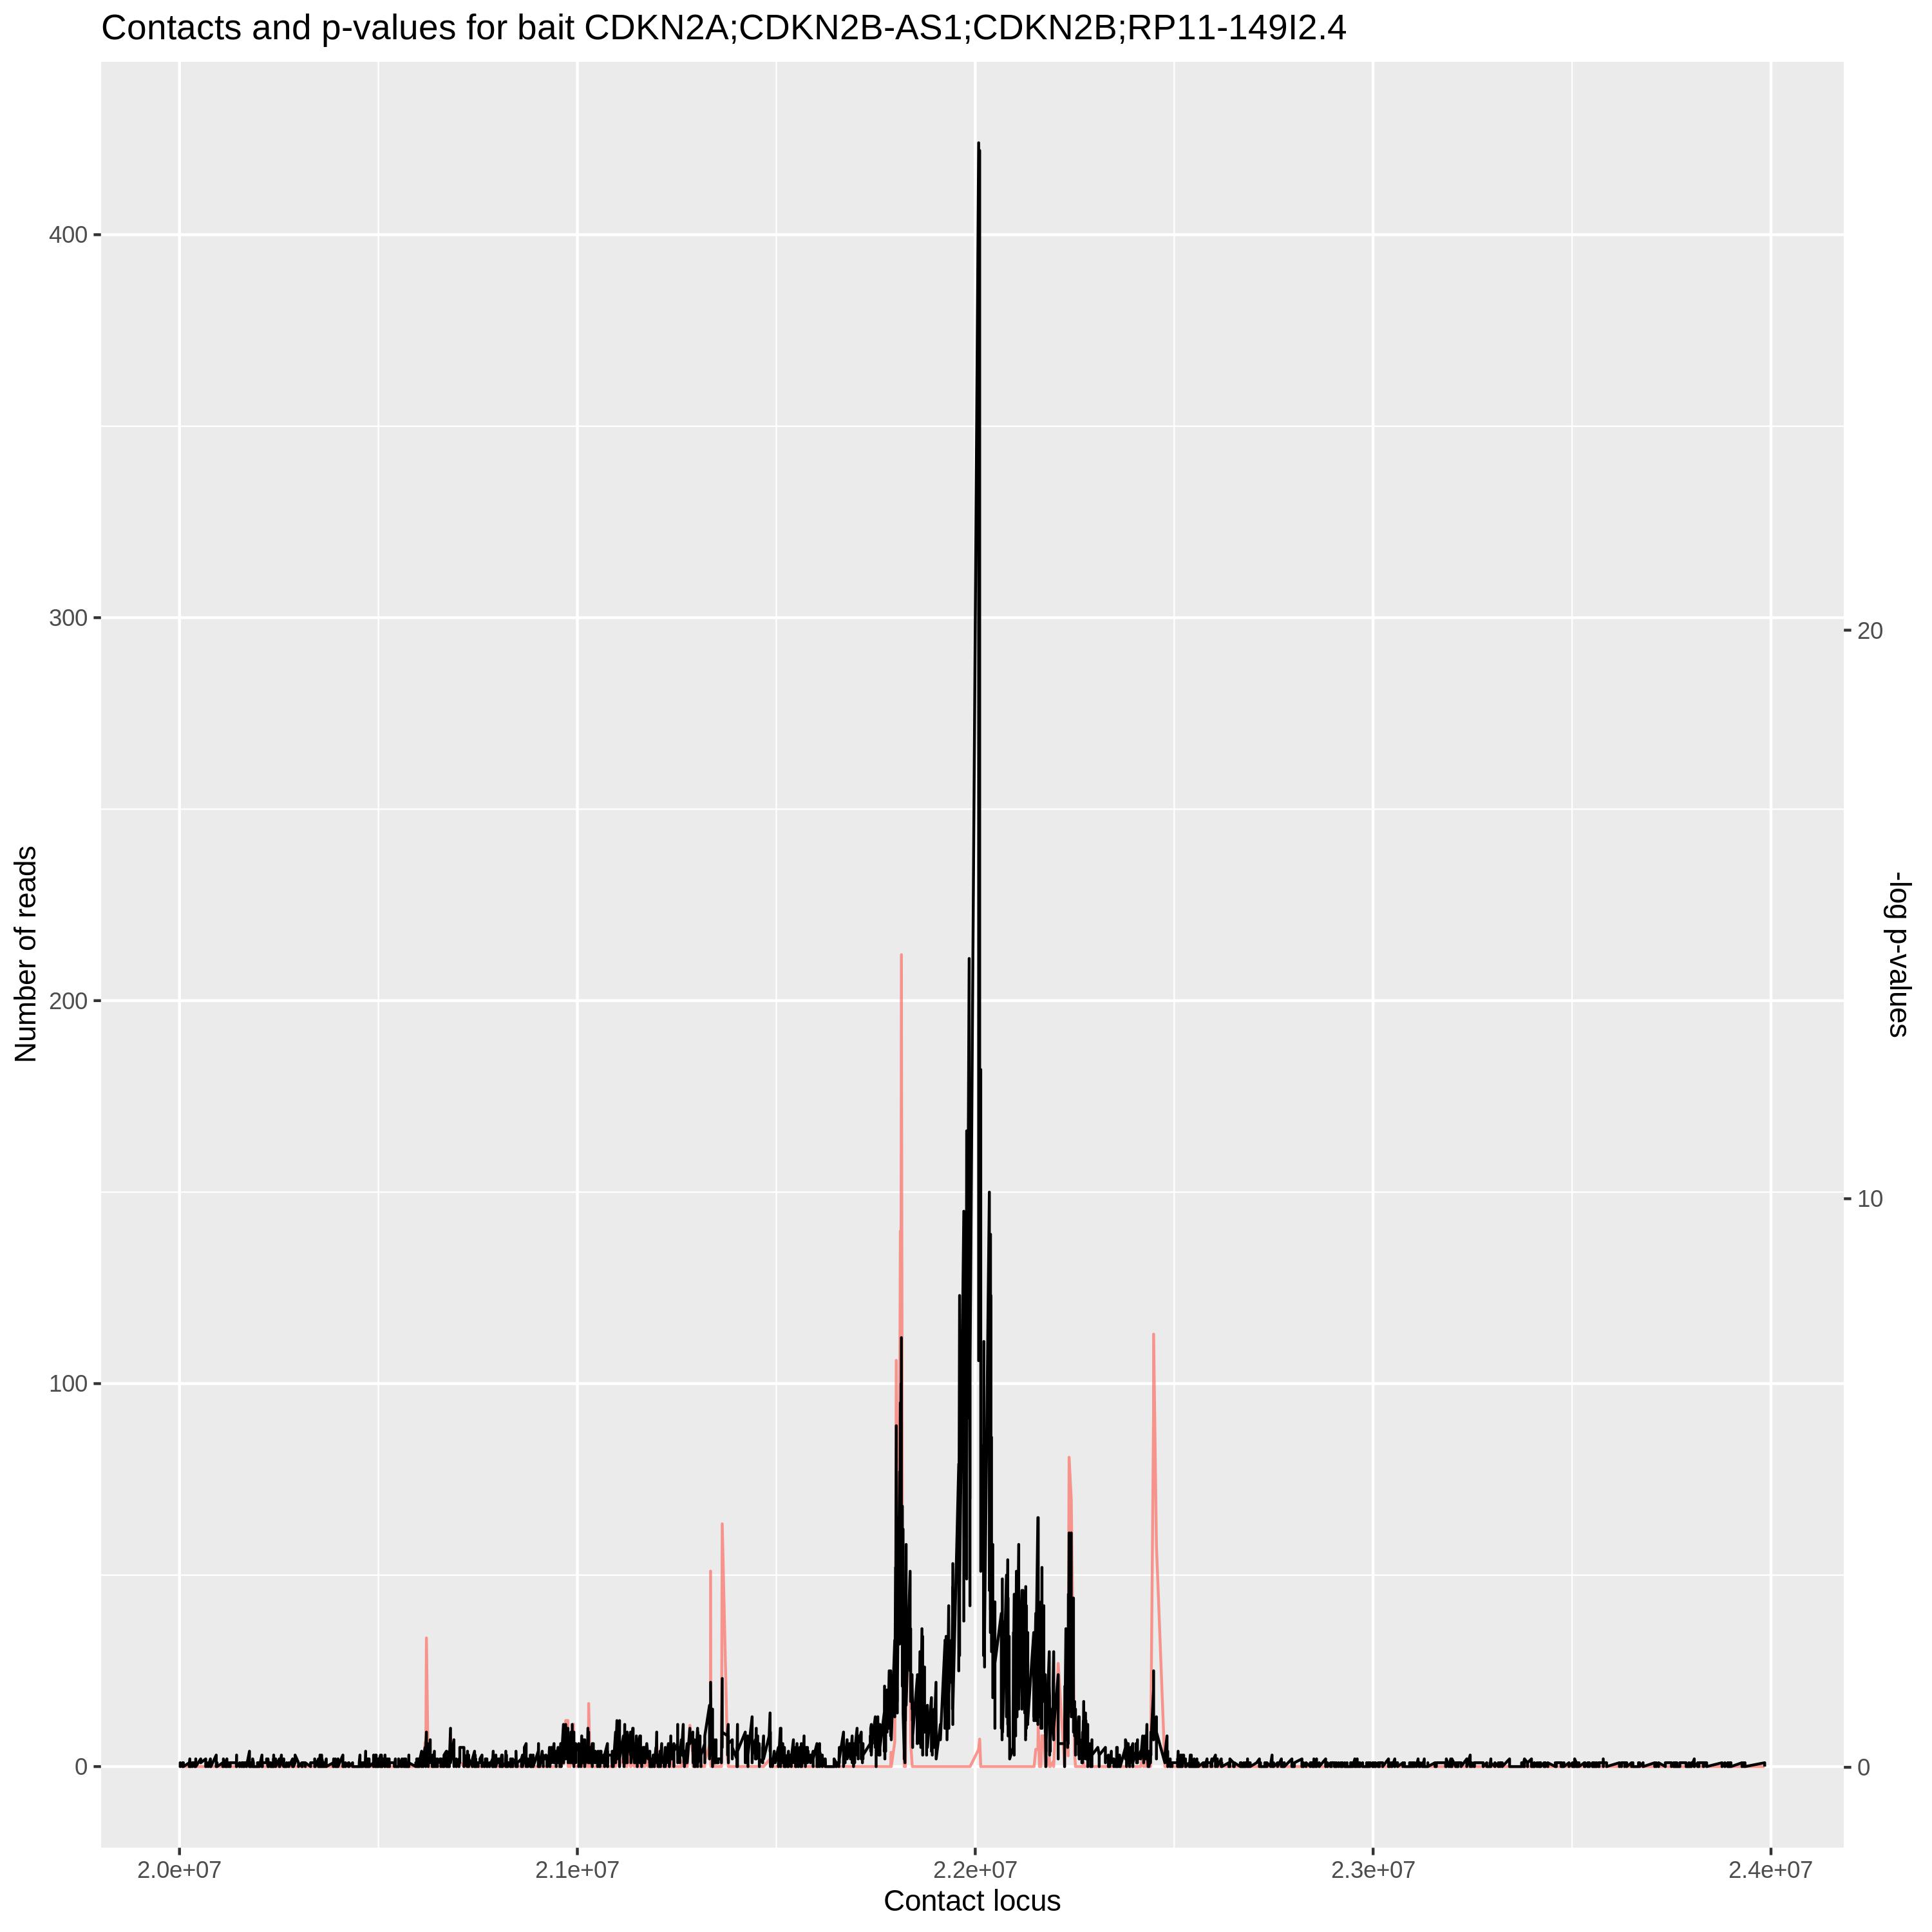 Contacts and p-values for bait CDKN2A;CDKN2B-AS1;CDKN2B;RP11-149I2.4
400
300
200
100
0
Number of reads
20
10
0
-log p-values
2.0e+07
2.1e+07
2.2e+07
2.3e+07
2.4e+07
Contact locus